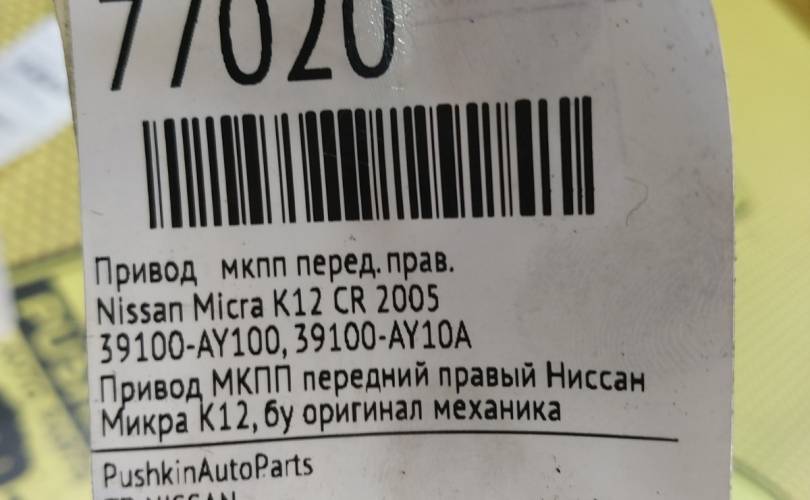 77020
Привод мкпп перед. прав.
Nissan Micra K12 CR 2005
39100-AY100, 39100-AY10A
Привод МКПП передний правый Ниссан
Микра К12, бу оригинал механика
PushkinAutoParts
NISSAN